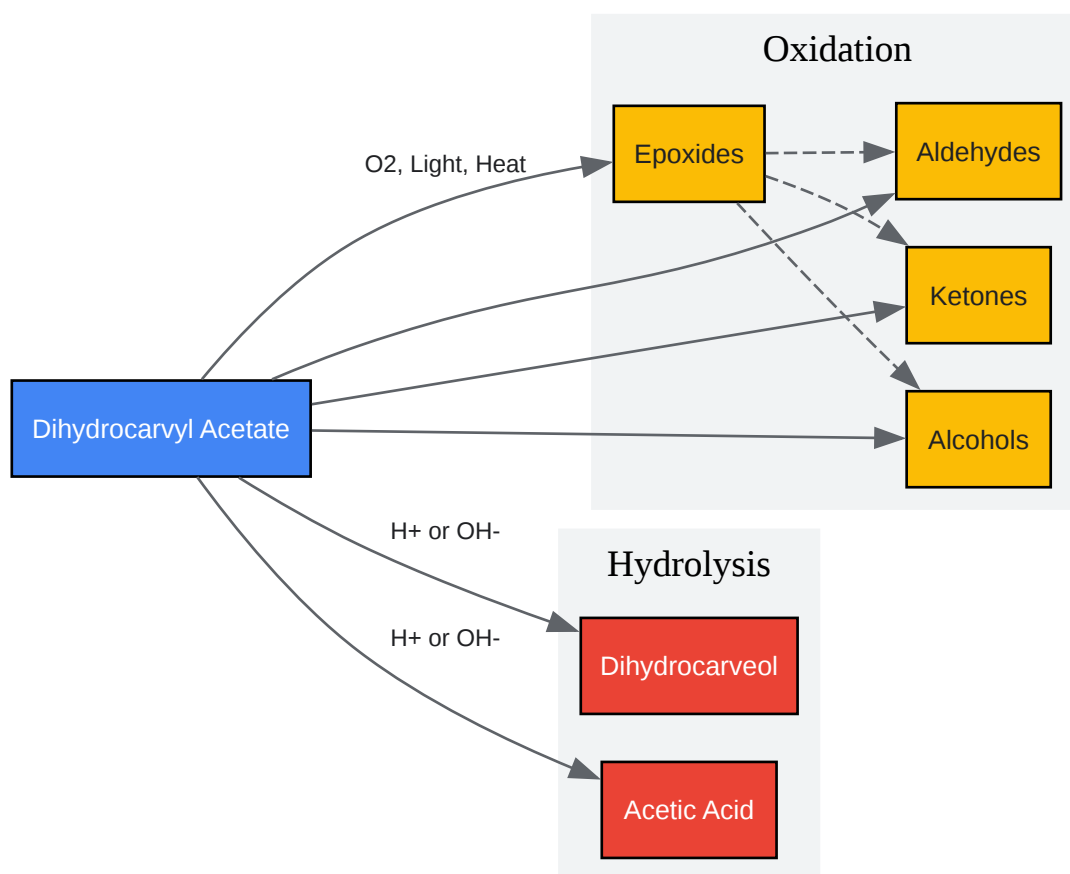 Oxidation
Epoxides
Aldehydes
O2, Light, Heat
Ketones
Dihydrocarvyl Acetate
Alcohols
H+ or OH-
Hydrolysis
H+ or OH-
Dihydrocarveol
Acetic Acid